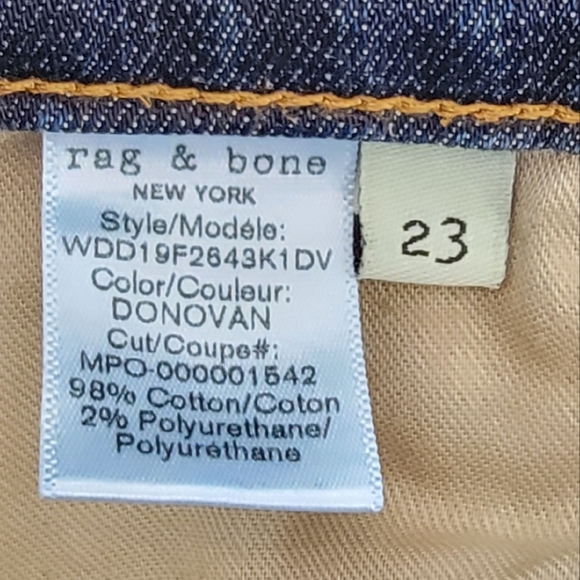 rag & bone
NEW YORK
Style/Modéle:
WDD19F2643K1DV
Color/Couleur:
DONOVAN
Cut/Coupe#:
MPO-000001542
98% Cotton/Coton
2% Polyurethane/
Polyuréthane
23